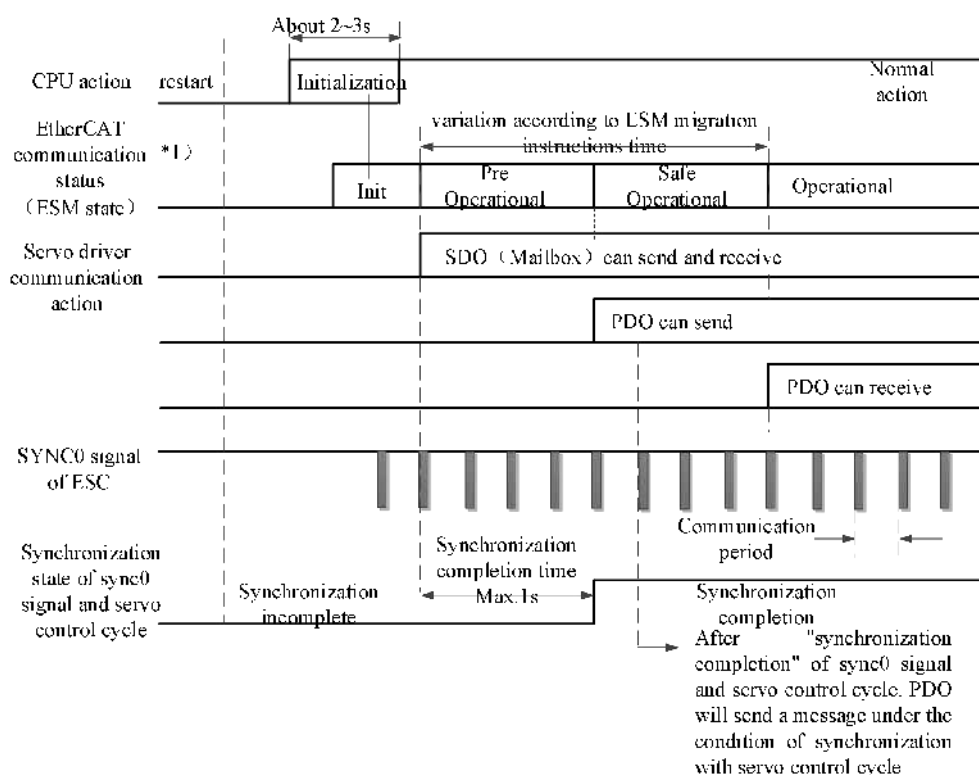 About 2~3s
CPU action
restart
Initialization
Normal
action
EtherCAT
communication
status
(ESM state)
*1)
variation according to ESM migration
instructions time
Init
Pre
Operational
Safe
Operational
Operational
Servo driver
communication
action
SDO (Mailbox) can send and receive
PDO can send
PDO can receive
SYNC0 signal
of ESC
Communication
period
Synchronization
state of sync0
signal and servo
control cycle
Synchronization
incomplete
Synchronization
completion time
Max.1s
Synchronization
completion
After "synchronization
completion" of sync0 signal
and servo control cycle. PDO
will send a message under the
condition of synchronization
with servo control cycle